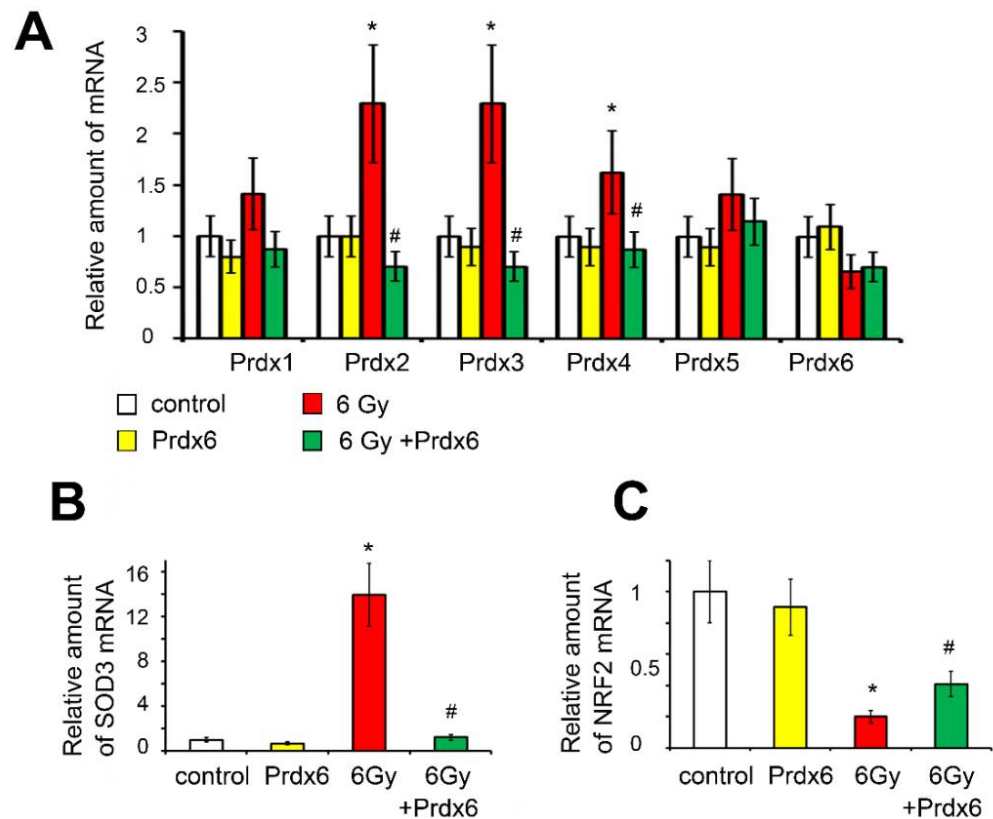 A
Relative amount of mRNA
3
2.5
2
1.5
1
0.5
0
*
*
*
#
#
#
Prdx1 Prdx2 Prdx3 Prdx4 Prdx5 Prdx6
control
6 Gy
Prdx6
6 Gy +Prdx6
B
Relative amount
of SOD3 mRNA
16
12
8
4
0
*
#
control Prdx6 6Gy 6Gy
+Prdx6
C
Relative amount
of NRF2 mRNA
1
0.5
0
*
#
control Prdx6 6Gy 6Gy
+Prdx6